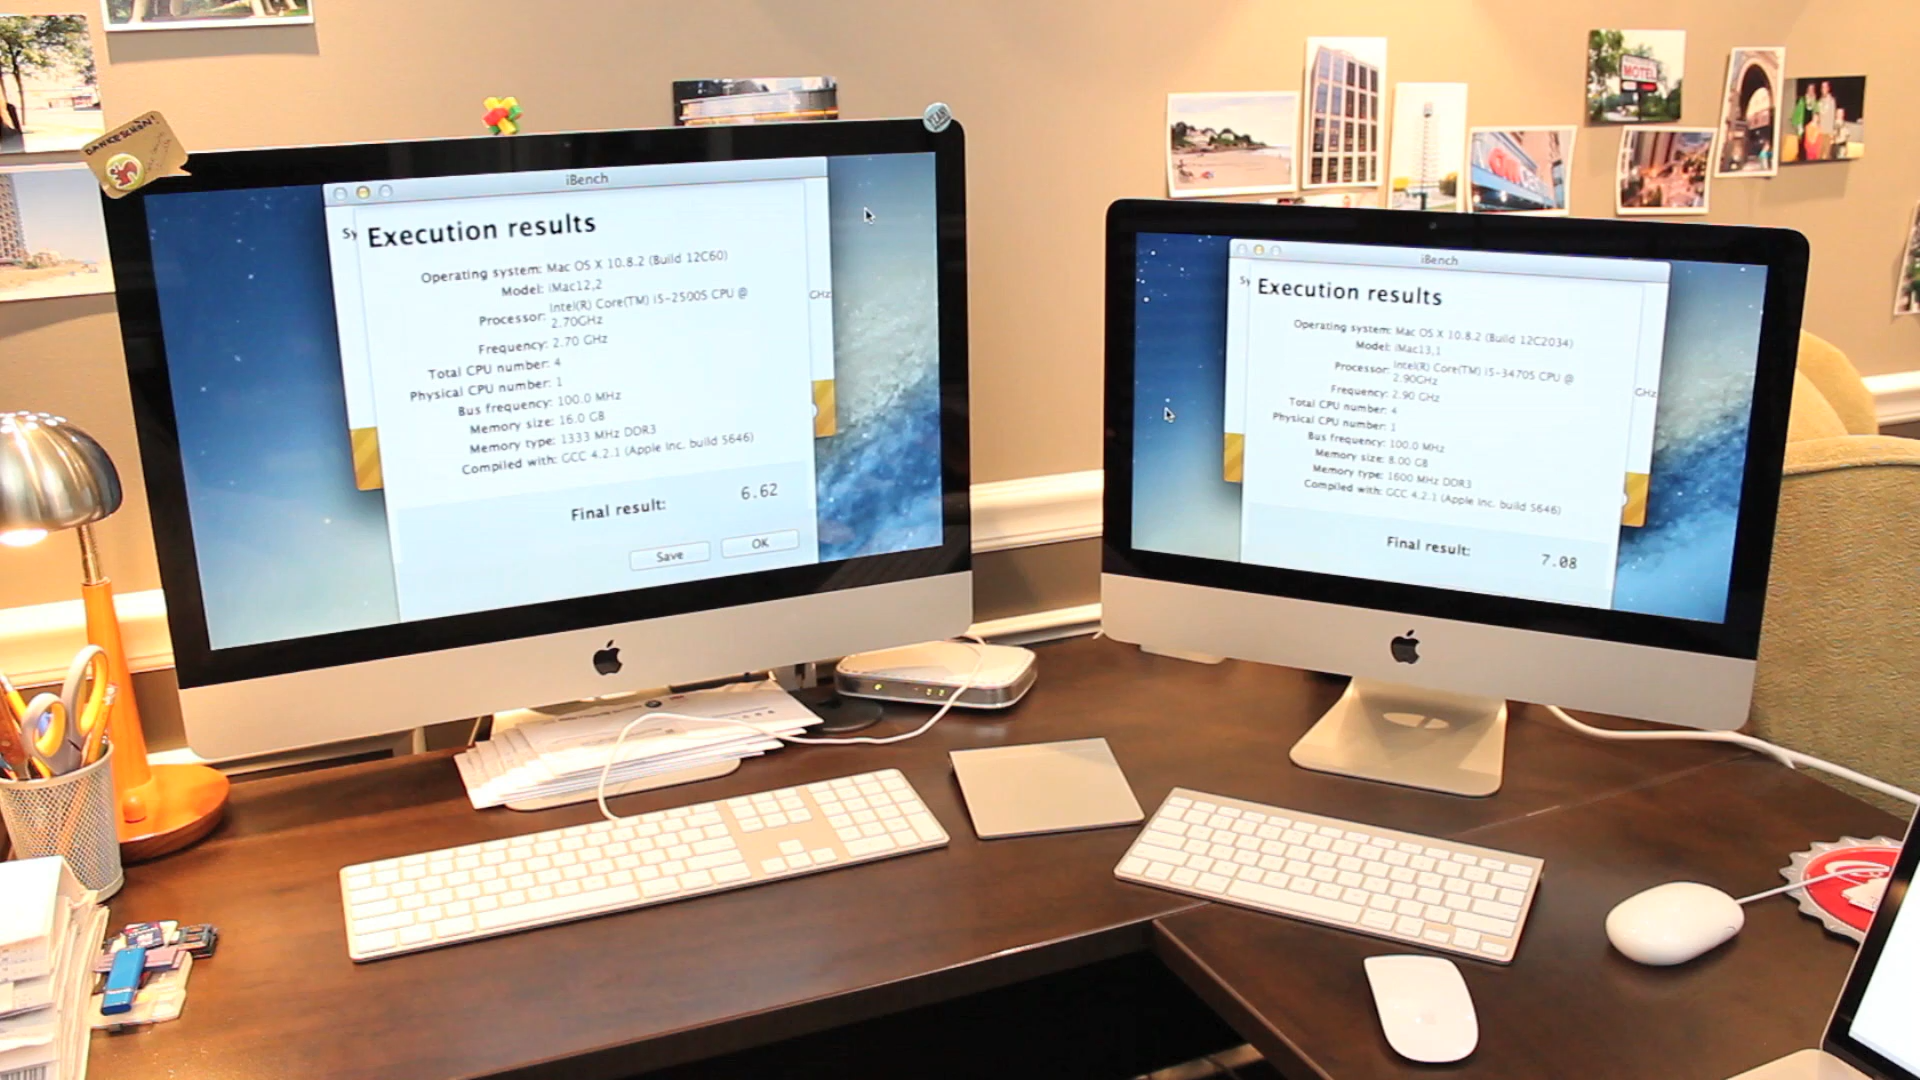 DANKESCHÖN!
iBench
Sy
Execution results
Operating system: Mac OS X 10.8.2 (Build 12C60)
Model: iMac12,2
Processor: Intel(R) Core(TM) i5-2500S CPU @
2.70GHz
GHz
Frequency: 2.70 GHz
Total CPU number: 4
Physical CPU number: 1
Bus frequency: 100.0 MHz
Memory size: 16.0 GB
Memory type: 1333 MHz DDR3
Compiled with: GCC 4.2.1 (Apple Inc. build 5646)
Final result: 6.62
Save OK
MOTEL
iBench
Sy
Execution results
Operating system: Mac OS X 10.8.2 (Build 12C2034)
Model: iMac13,1
Processor: Intel(R) Core(TM) i5-3470S CPU @
2.90GHz
GHz
Frequency: 2.90 GHz
Total CPU number: 4
Physical CPU number: 1
Bus frequency: 100.0 MHz
Memory size: 8.00 GB
Memory type: 1600 MHz DDR3
Compiled with: GCC 4.2.1 (Apple Inc. build 5646)
Final result: 7.08